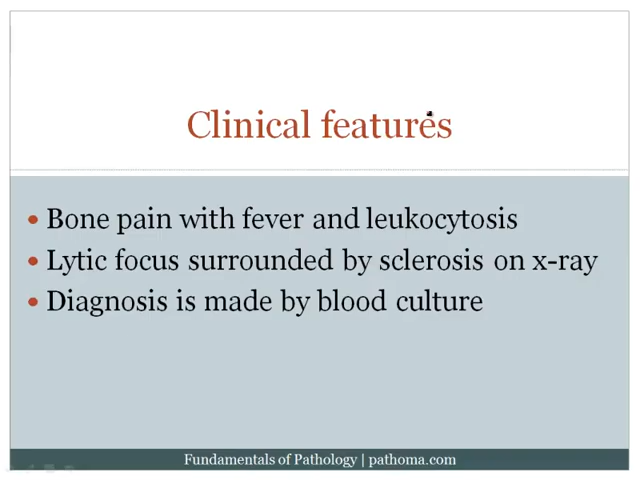 Clinical features
Bone pain with fever and leukocytosis
Lytic focus surrounded by sclerosis on x-ray
Diagnosis is made by blood culture
Fundamentals of Pathology | pathoma.com